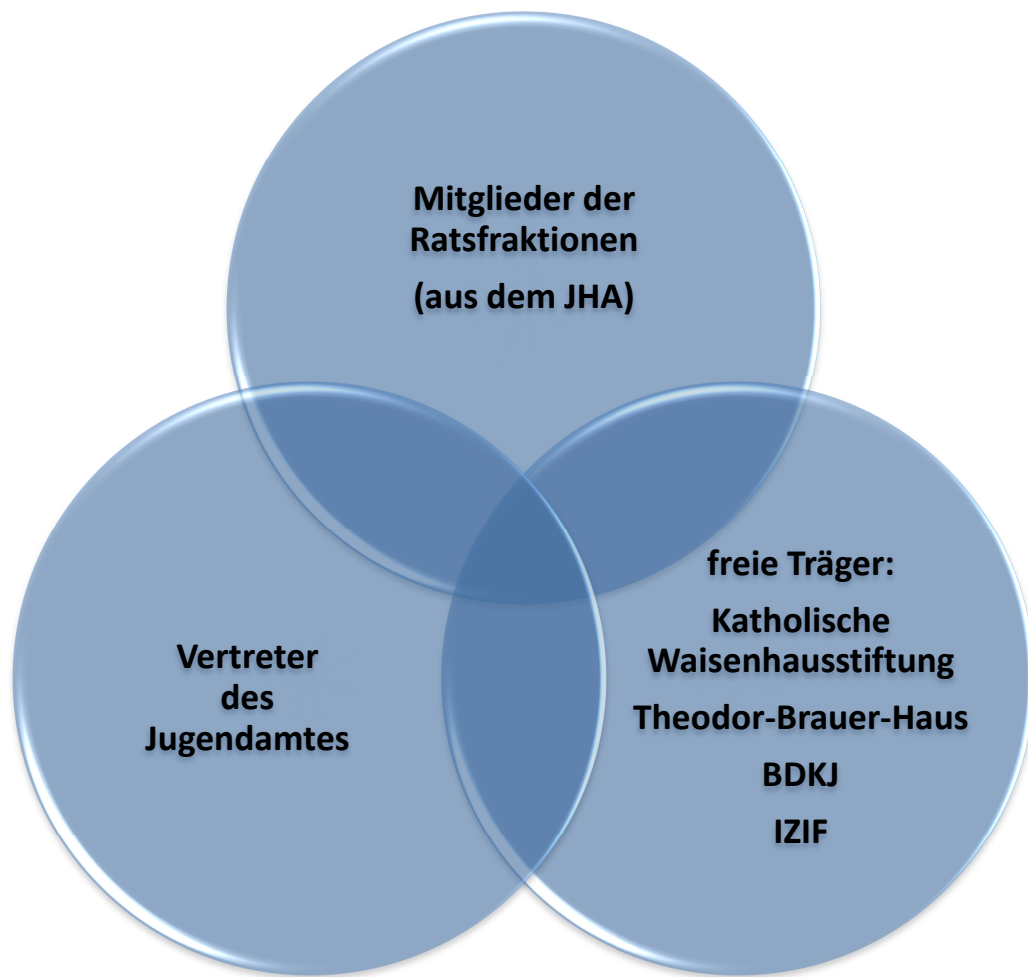 Mitglieder der
Ratsfraktionen
(aus dem JHA)
Vertreter
des
Jugendamtes
freie Träger:
Katholische
Waisenhausstiftung
Theodor-Brauer-Haus
BDKJ
IZIF